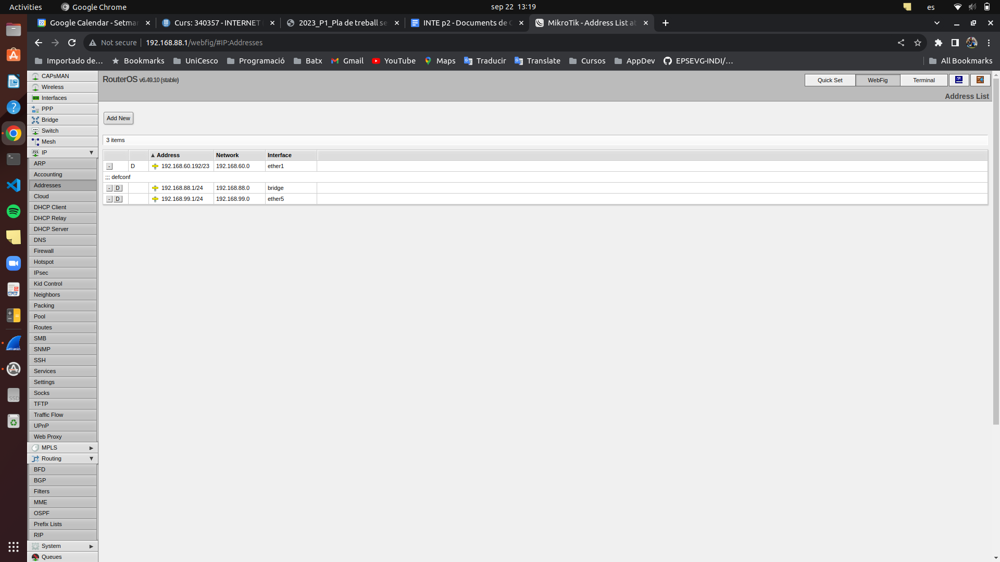 Activities
Google Chrome
sep 22 13:19
es
Google Calendar - Setmar
Curs: 340357 - INTERNET
2023_P1_Pla de treball se
INTE p2 - Documents de
MikroTik - Address List at
Not secure
192.168.88.1/webfig/#IP:Addresses
Importado de...
Bookmarks
UniCesco
Programació
Batx
Gmail
YouTube
Maps
Traducir
Translate
Cursos
AppDev
EPSEVG-INDI/...
All Bookmarks
CAPsMAN
Wireless
Interfaces
PPP
Bridge
Switch
Mesh
IP
ARP
Accounting
Addresses
Cloud
DHCP Client
DHCP Relay
DHCP Server
DNS
Firewall
Hotspot
IPsec
Kid Control
Neighbors
Packing
Pool
Routes
SMB
SNMP
SSH
Services
Settings
Socks
TFTP
Traffic Flow
UPnP
Web Proxy
MPLS
Routing
BFD
BGP
Filters
MME
OSPF
Prefix Lists
RIP
System
Queues
RouterOS v6.49.10 (stable)
Quick Set
WebFig
Terminal
Address List
Add New
3 items
Address Network Interface
- D 192.168.60.192/23 192.168.60.0 ether1
;;; defconf
- D 192.168.88.1/24 192.168.88.0 bridge
- D 192.168.99.1/24 192.168.99.0 ether5